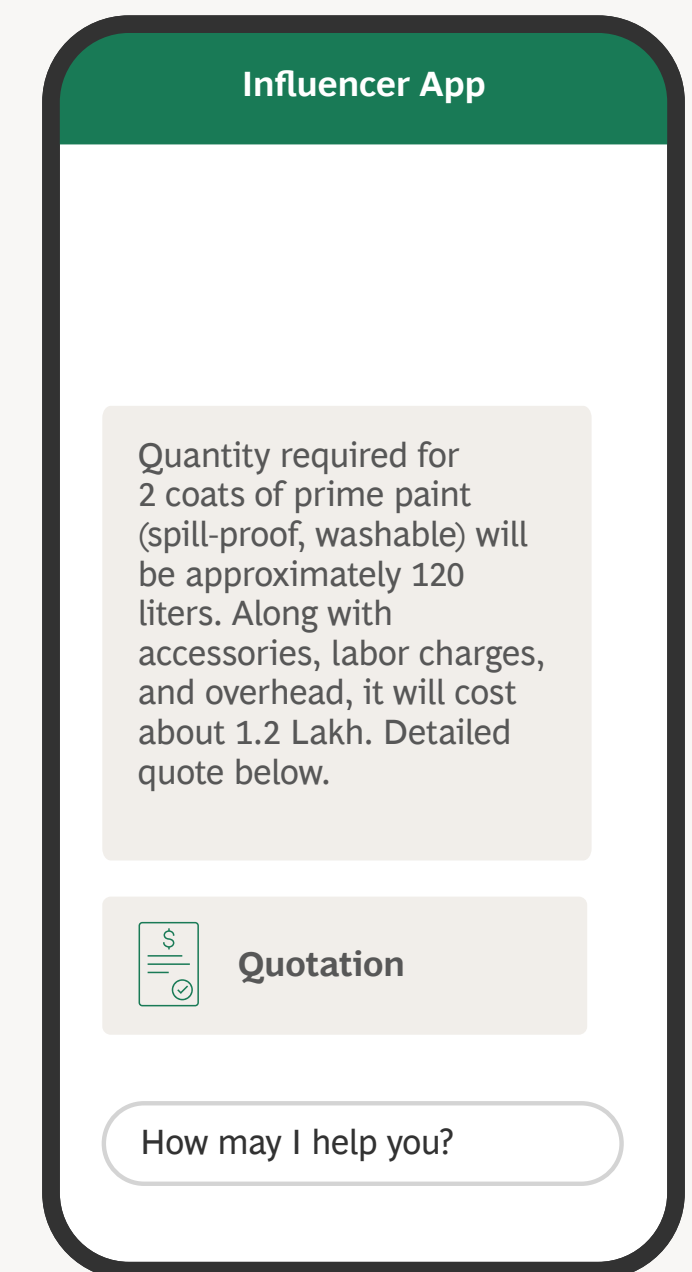 Influencer App
Quantity required for
2 coats of prime paint
(spill-proof, washable) will
be approximately 120
liters. Along with
accessories, labor charges,
and overhead, it will cost
about 1.2 Lakh. Detailed
quote below.
$
Quotation
How may I help you?